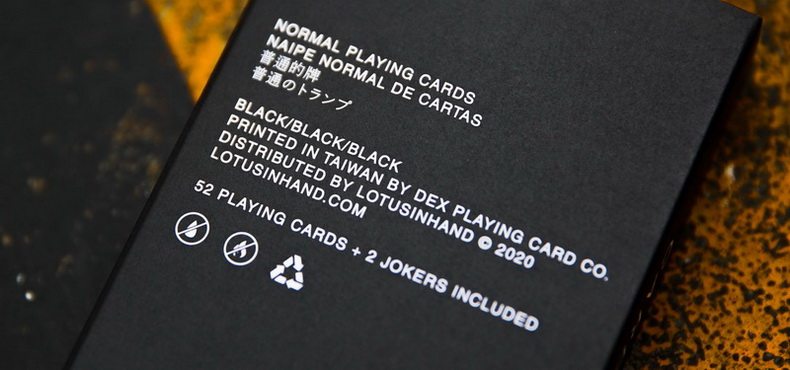 NORMAL PLAYING CARDS
NAIPE NORMAL DE CARTAS
普通的牌
普通のトランプ
BLACK/BLACK/BLACK
PRINTED IN TAIWAN BY DEX PLAYING CARD CO.
DISTRIBUTED BY LOTUSINHAND © 2020
LOTUSINHAND.COM
52 PLAYING CARDS + 2 JOKERS INCLUDED